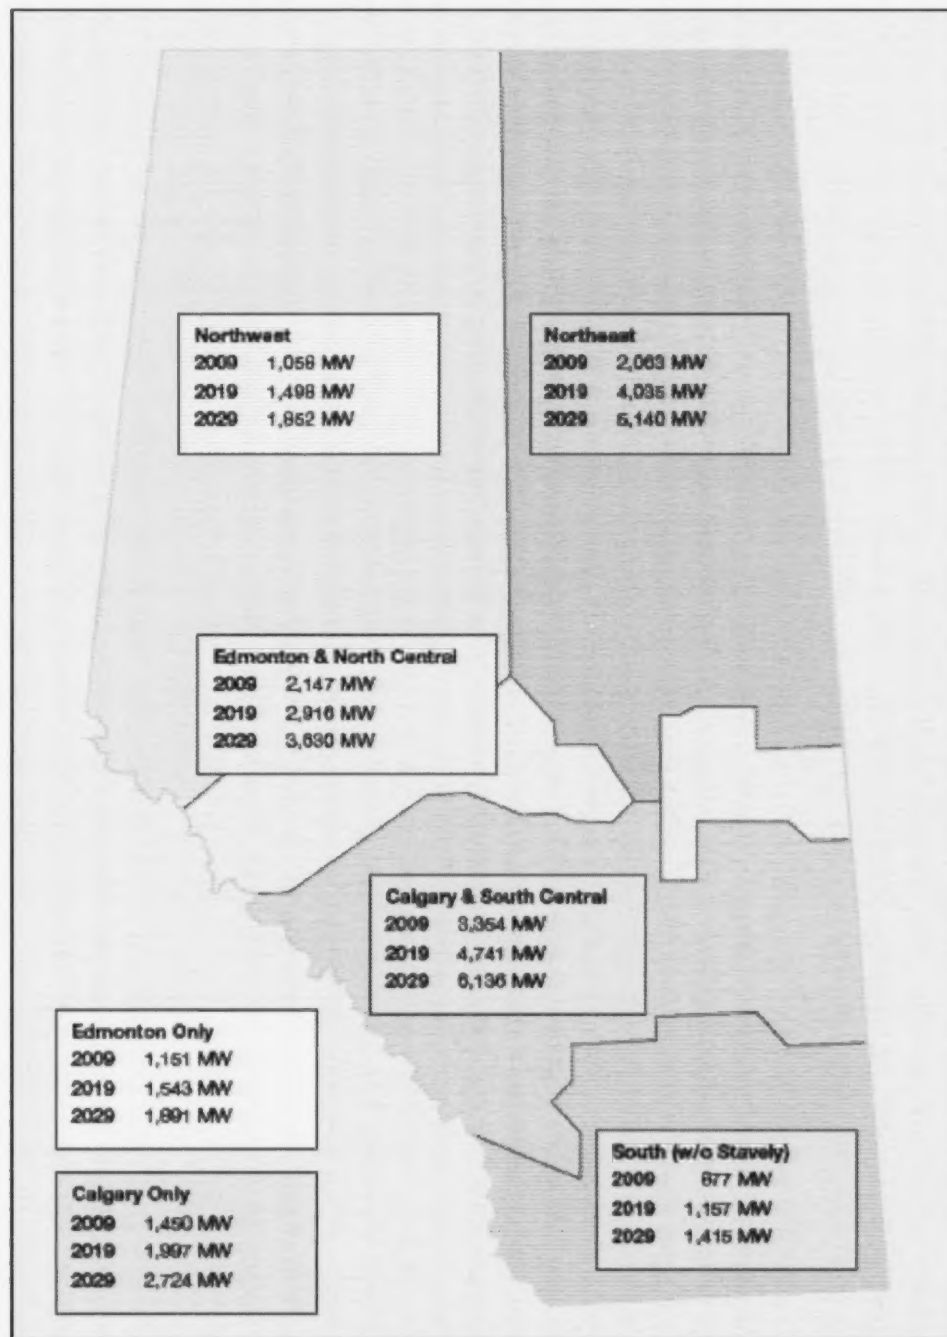 Northwest
2009 1,058 MW
2019 1,498 MW
2029 1,852 MW
Northeast
2009 2,063 MW
2019 4,035 MW
2029 5,140 MW
Edmonton & North Central
2009 2,147 MW
2019 2,916 MW
2029 3,630 MW
Calgary & South Central
2009 3,354 MW
2019 4,741 MW
2029 6,136 MW
Edmonton Only
2009 1,151 MW
2019 1,543 MW
2029 1,891 MW
Calgary Only
2009 1,450 MW
2019 1,997 MW
2029 2,724 MW
South (w/o Stavely)
2009 877 MW
2019 1,157 MW
2029 1,415 MW